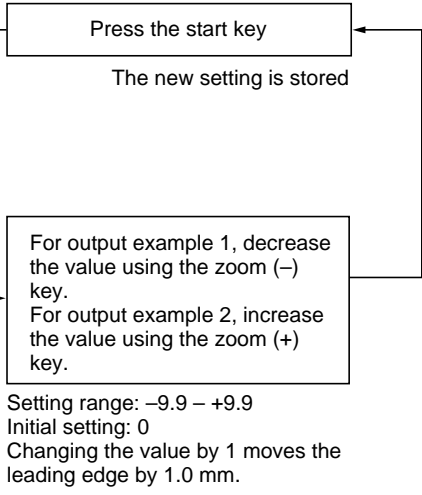 Press the start key
The new setting is stored
For output example 1, decrease
the value using the zoom (–)
key.
For output example 2, increase
the value using the zoom (+)
key.
Setting range: –9.9 – +9.9
Initial setting: 0
Changing the value by 1 moves the
leading edge by 1.0 mm.